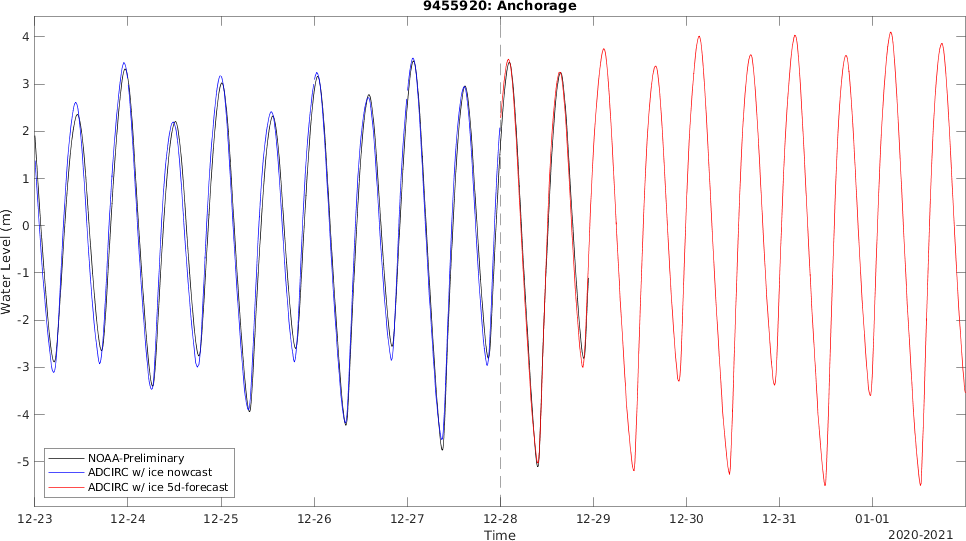 9455920: Anchorage
4
3
2
1
0
-1
-2
-3
-4
-5
Water Level (m)
NOAA-Preliminary
ADCIRC w/ ice nowcast
ADCIRC w/ ice 5d-forecast
12-23 12-24 12-25 12-26 12-27 12-28 12-29 12-30 12-31 01-01
Time
2020-2021